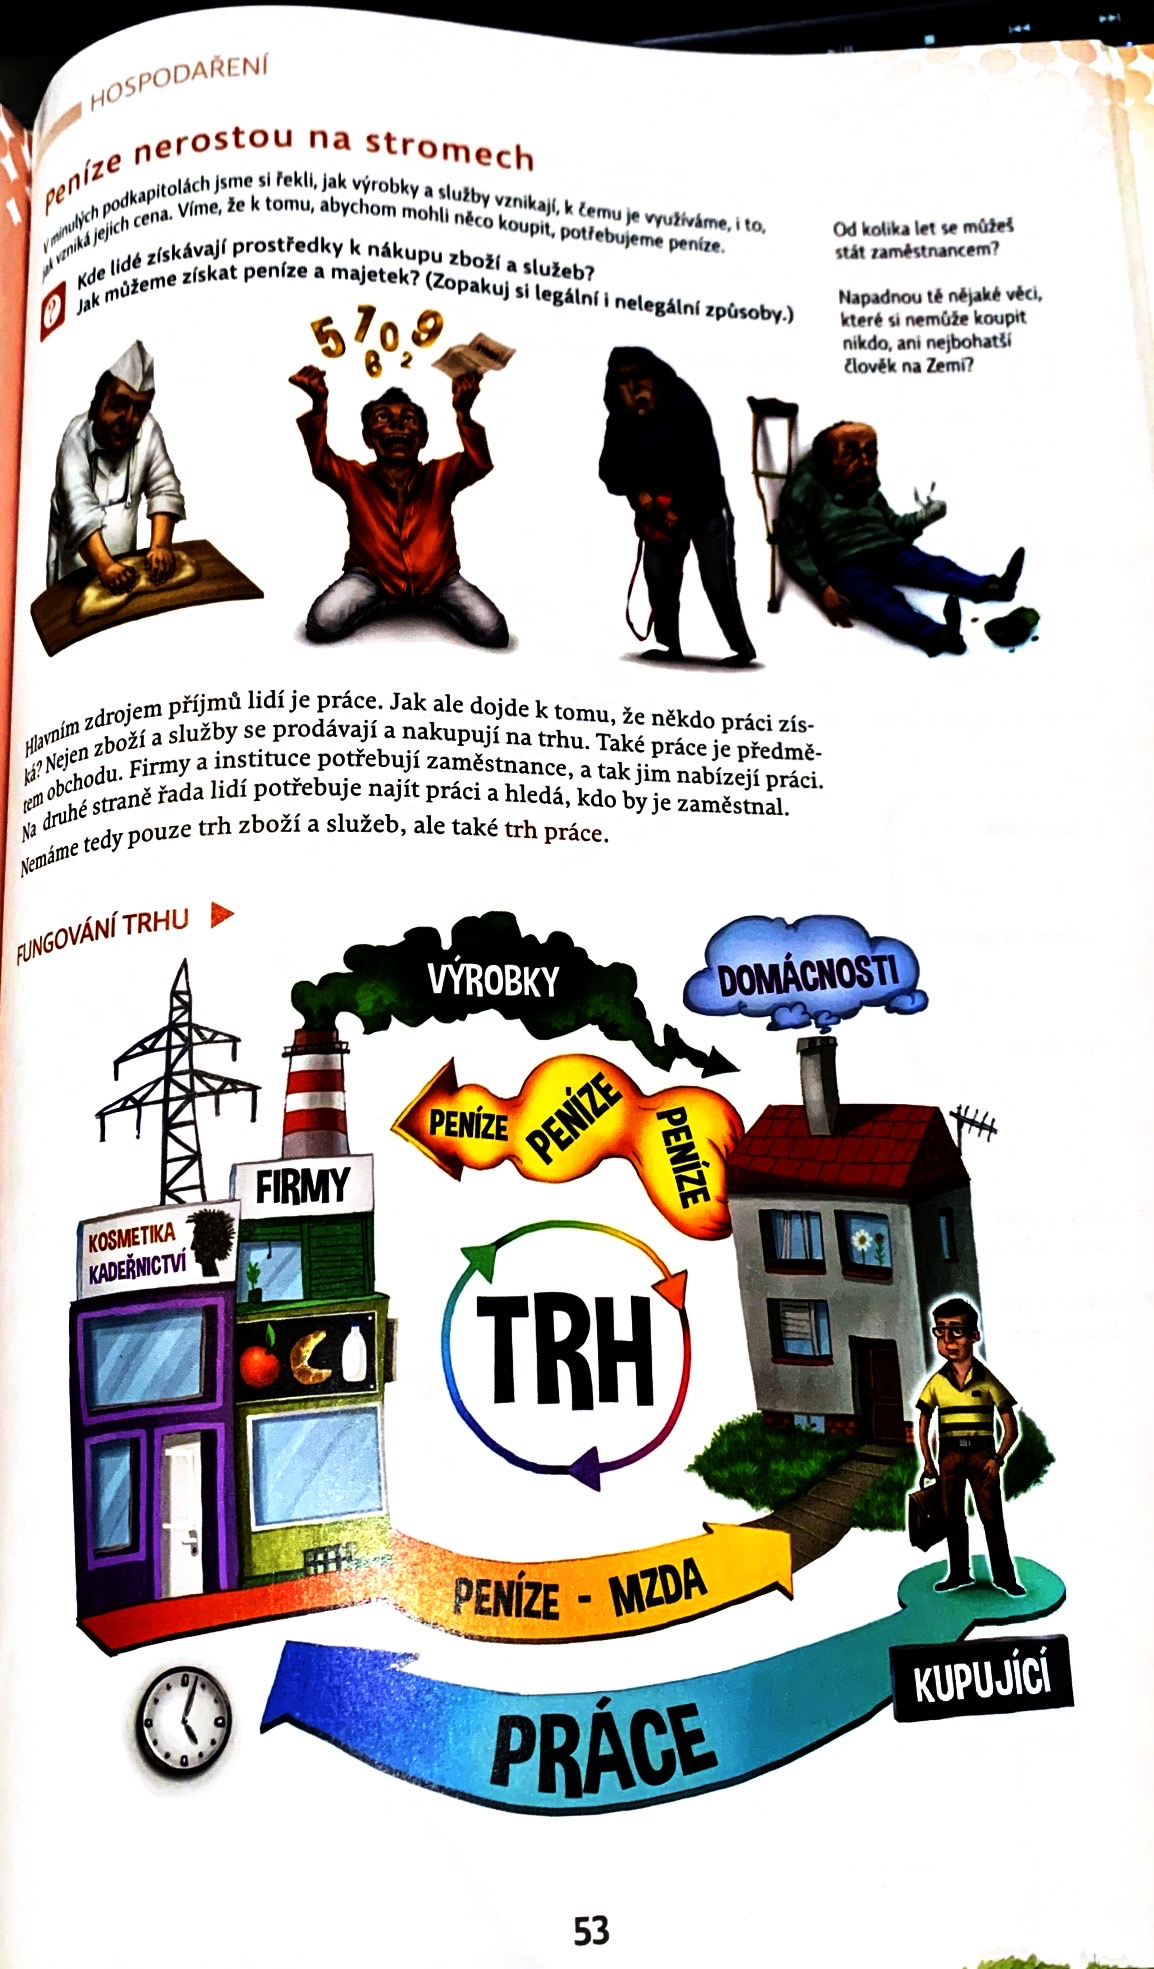 HOSPODAŘENÍ
Peníze nerostou na stromech
V minulých podkapitolách jsme si řekli, jak výrobky a služby vznikají, k čemu je využíváme, i to,
jak vzniká jejich cena. Víme, že k tomu, abychom mohli něco koupit, potřebujeme peníze.
?
Kde lidé získávají prostředky k nákupu zboží a služeb?
Jak můžeme získat peníze a majetek? (Zopakuj si legální i nelegální způsoby.)
Od kolika let se můžeš
stát zaměstnancem?
Napadnou tě nějaké věci,
které si nemůže koupit
nikdo, ani nejbohatší
člověk na Zemi?
5 7 0 9
6 2
Hlavním zdrojem příjmů lidí je práce. Jak ale dojde k tomu, že někdo práci zís-
ká? Nejen zboží a služby se prodávají a nakupují na trhu. Také práce je předmě-
tem obchodu. Firmy a instituce potřebují zaměstnance, a tak jim nabízejí práci.
Na druhé straně řada lidí potřebuje najít práci a hledá, kdo by je zaměstnal.
Nemáme tedy pouze trh zboží a služeb, ale také trh práce.
FUNGOVÁNÍ TRHU
VÝROBKY
DOMÁCNOSTI
PENÍZE
PENÍZE
PENÍZE
FIRMY
KOSMETIKA
KADEŘNICTVÍ
TRH
PENÍZE - MZDA
KUPUJÍCÍ
PRÁCE
53